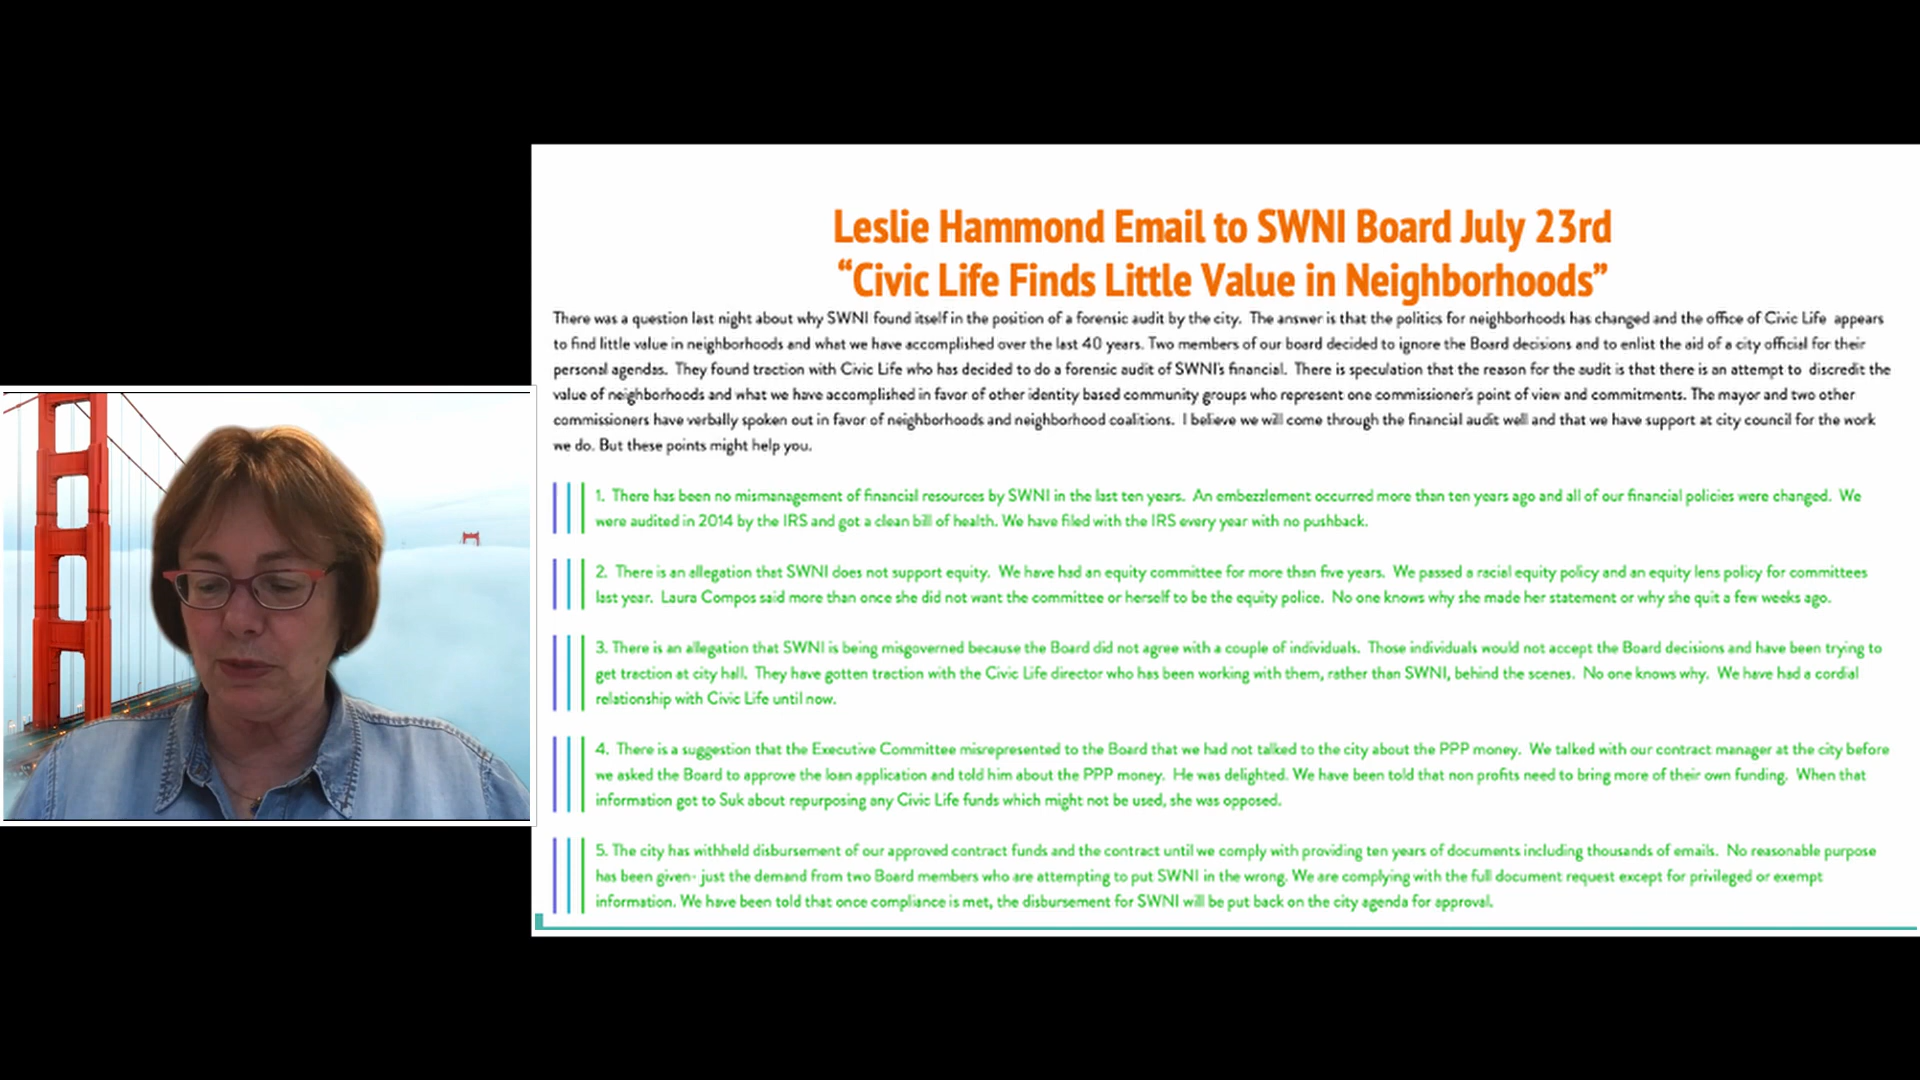 Leslie Hammond Email to SWNI Board July 23rd
“Civic Life Finds Little Value in Neighborhoods”
There was a question last night about why SWNI found itself in the position of a forensic audit by the city. The answer is that the politics for neighborhoods has changed and the office of Civic Life appears
to find little value in neighborhoods and what we have accomplished over the last 40 years. Two members of our board decided to ignore the Board decisions and to enlist the aid of a city official for their
personal agendas. They found traction with Civic Life who has decided to do a forensic audit of SWNI's financial. There is speculation that the reason for the audit is that there is an attempt to discredit the
value of neighborhoods and what we have accomplished in favor of other identity based community groups who represent one commissioner's point of view and commitments. The mayor and two other
commissioners have verbally spoken out in favor of neighborhoods and neighborhood coalitions. I believe we will come through the financial audit well and that we have support at city council for the work
we do. But these points might help you.
1. There has been no mismanagement of financial resources by SWNI in the last ten years. An embezzlement occurred more than ten years ago and all of our financial policies were changed. We
were audited in 2014 by the IRS and got a clean bill of health. We have filed with the IRS every year with no pushback.
2. There is an allegation that SWNI does not support equity. We have had an equity committee for more than five years. We passed a racial equity policy and an equity lens policy for committees
last year. Laura Compos said more than once she did not want the committee or herself to be the equity police. No one knows why she made her statement or why she quit a few weeks ago.
3. There is an allegation that SWNI is being misgoverned because the Board did not agree with a couple of individuals. Those individuals would not accept the Board decisions and have been trying to
get traction at city hall. They have gotten traction with the Civic Life director who has been working with them, rather than SWNI, behind the scenes. No one knows why. We have had a cordial
relationship with Civic Life until now.
4. There is a suggestion that the Executive Committee misrepresented to the Board that we had not talked to the city about the PPP money. We talked with our contract manager at the city before
we asked the Board to approve the loan application and told him about the PPP money. He was delighted. We have been told that non profits need to bring more of their own funding. When that
information got to Suk about repurposing any Civic Life funds which might not be used, she was opposed.
5. The city has withheld disbursement of our approved contract funds and the contract until we comply with providing ten years of documents including thousands of emails. No reasonable purpose
has been given- just the demand from two Board members who are attempting to put SWNI in the wrong. We are complying with the full document request except for privileged or exempt
information. We have been told that once compliance is met, the disbursement for SWNI will be put back on the city agenda for approval.